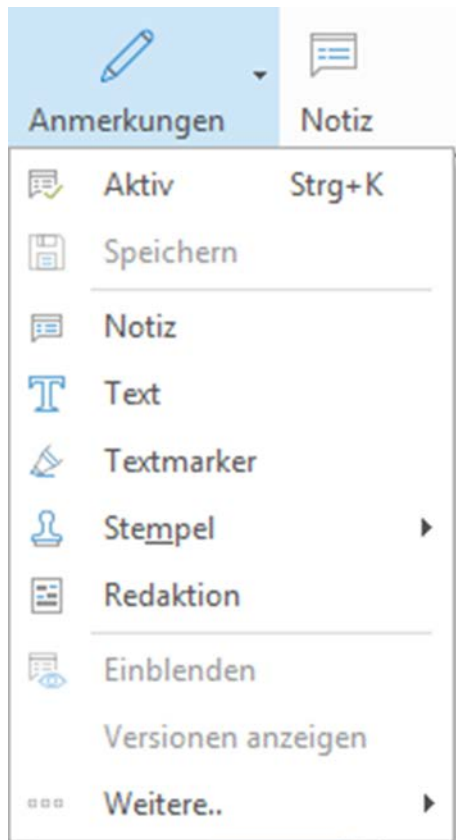 Anmerkungen Notiz
Aktiv Strg+K
Speichern
Notiz
Text
Textmarker
Stempel
Redaktion
Einblenden
Versionen anzeigen
Weitere..